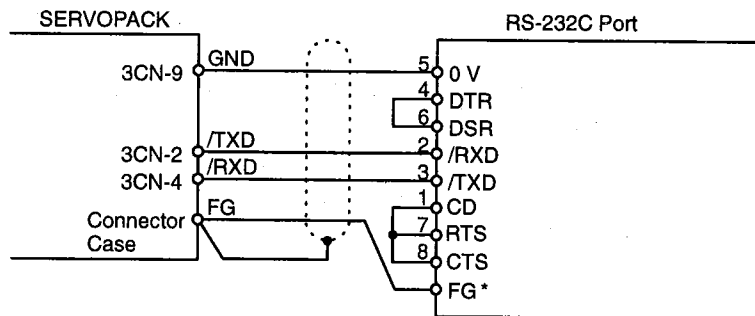 SERVOPACK
RS-232C Port
3CN-9 GND 5 0 V
4 DTR
6 DSR
3CN-2 /TXD 2 /RXD
3CN-4 /RXD 3 /TXD
1 CD
Connector Case FG 7 RTS
8 CTS
FG*